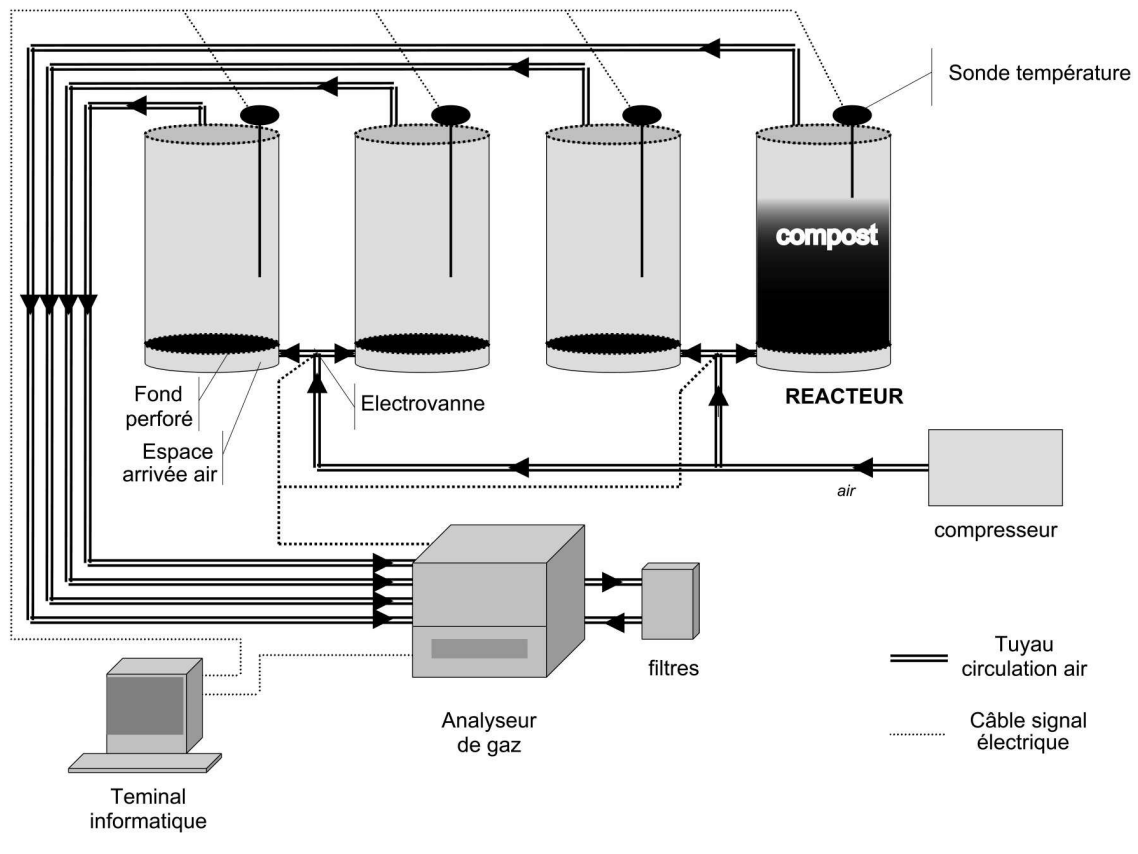 Sonde température
compost
REACTEUR
Fond
perforé
Electrovanne
Espace
arrivée air
air
compresseur
filtres
Tuyau
circulation air
Analyseur
de gaz
Câble signal
électrique
Teminal
informatique